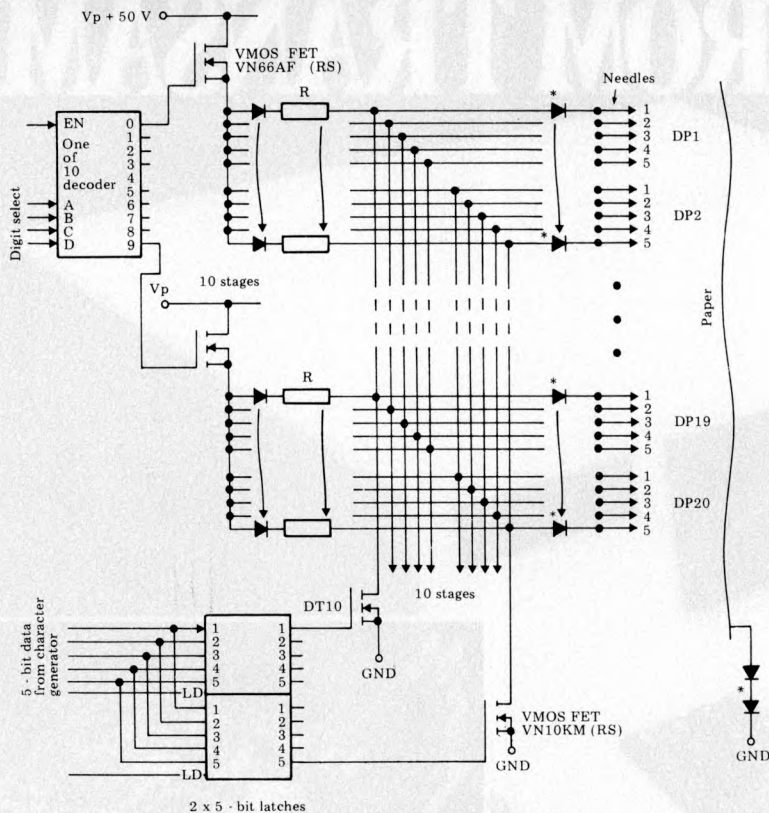 ROM TRANSAM
Vp + 50 V
VMOS FET
VN66AF (RS)
EN
One
of
10
decoder
A
B
C
D
0
1
2
3
4
5
6
7
8
9
Digit select
Vp
10 stages
R
*
*
Needles
1
2
3
4
5
DP1
1
2
3
4
5
DP2
Paper
R
*
*
1
2
3
4
5
DP19
1
2
3
4
5
DP20
10 stages
DT10
GND
5 - bit data
from character
generator
1
2
3
4
5
LD
1
2
3
4
5
LD
1
2
3
4
5
1
2
3
4
5
VMOS FET
VN10KM (RS)
GND
*
GND
2 x 5 - bit latches